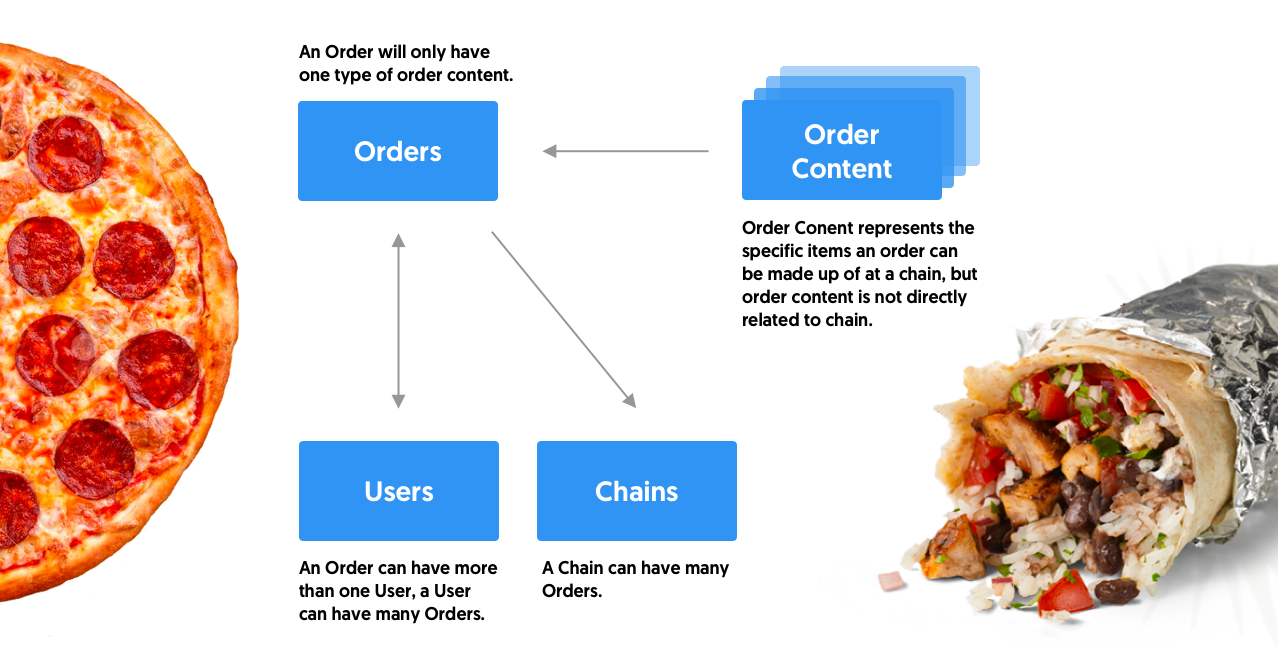 An Order will only have
one type of order content.
Orders
Order
Content
Order Conent represents the
specific items an order can
be made up of at a chain, but
order content is not directly
related to chain.
Users
Chains
An Order can have more
than one User, a User
can have many Orders.
A Chain can have many
Orders.